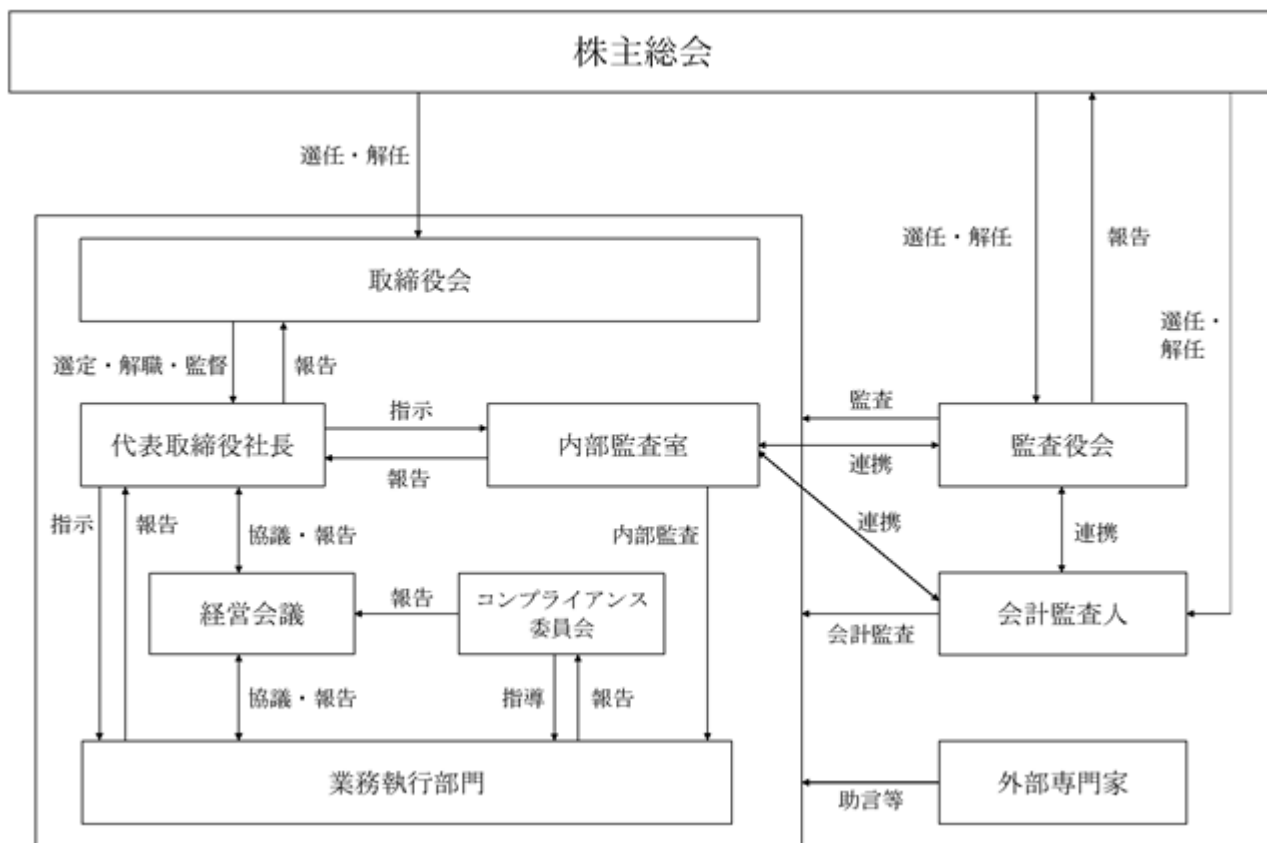 株主総会
選任・解任
選任・解任
報告
選任・
解任
取締役会
選定・解職・監督
報告
代表取締役社長
指示
報告
内部監査室
監査
連携
監査役会
指示
報告
協議・報告
内部監査
連携
連携
経営会議
報告
コンプライアンス
委員会
会計監査
会計監査人
協議・報告
指導
報告
業務執行部門
助言等
外部専門家